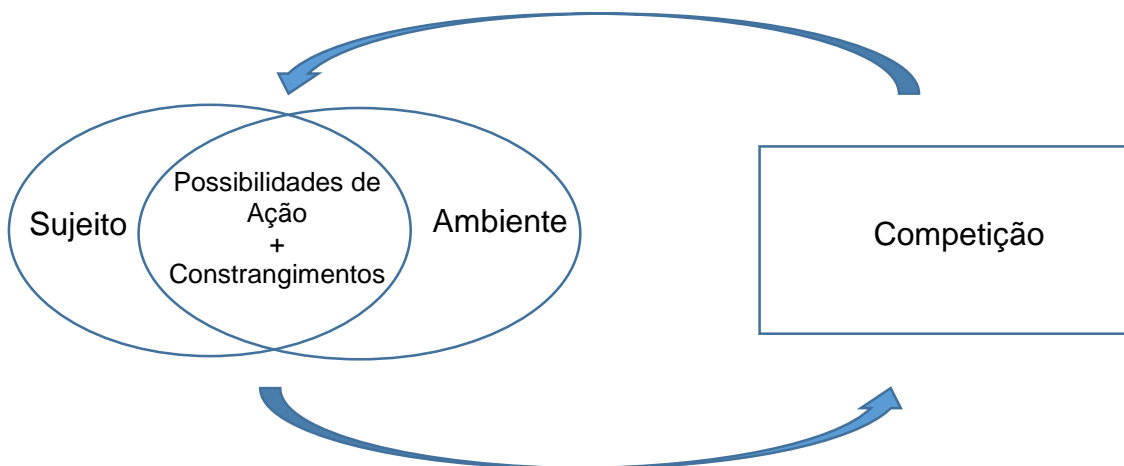 Sujeito
Possibilidades de
Ação
+
Constrangimentos
Ambiente
Competição